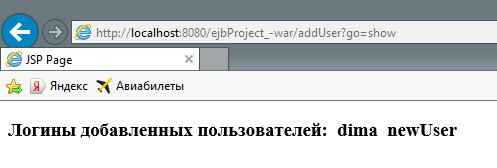 http://localhost:8080/ejbProject_-war/addUser?go=show
JSP Page
Яндекс Авиабилеты
Логины добавленных пользователей: dima newUser